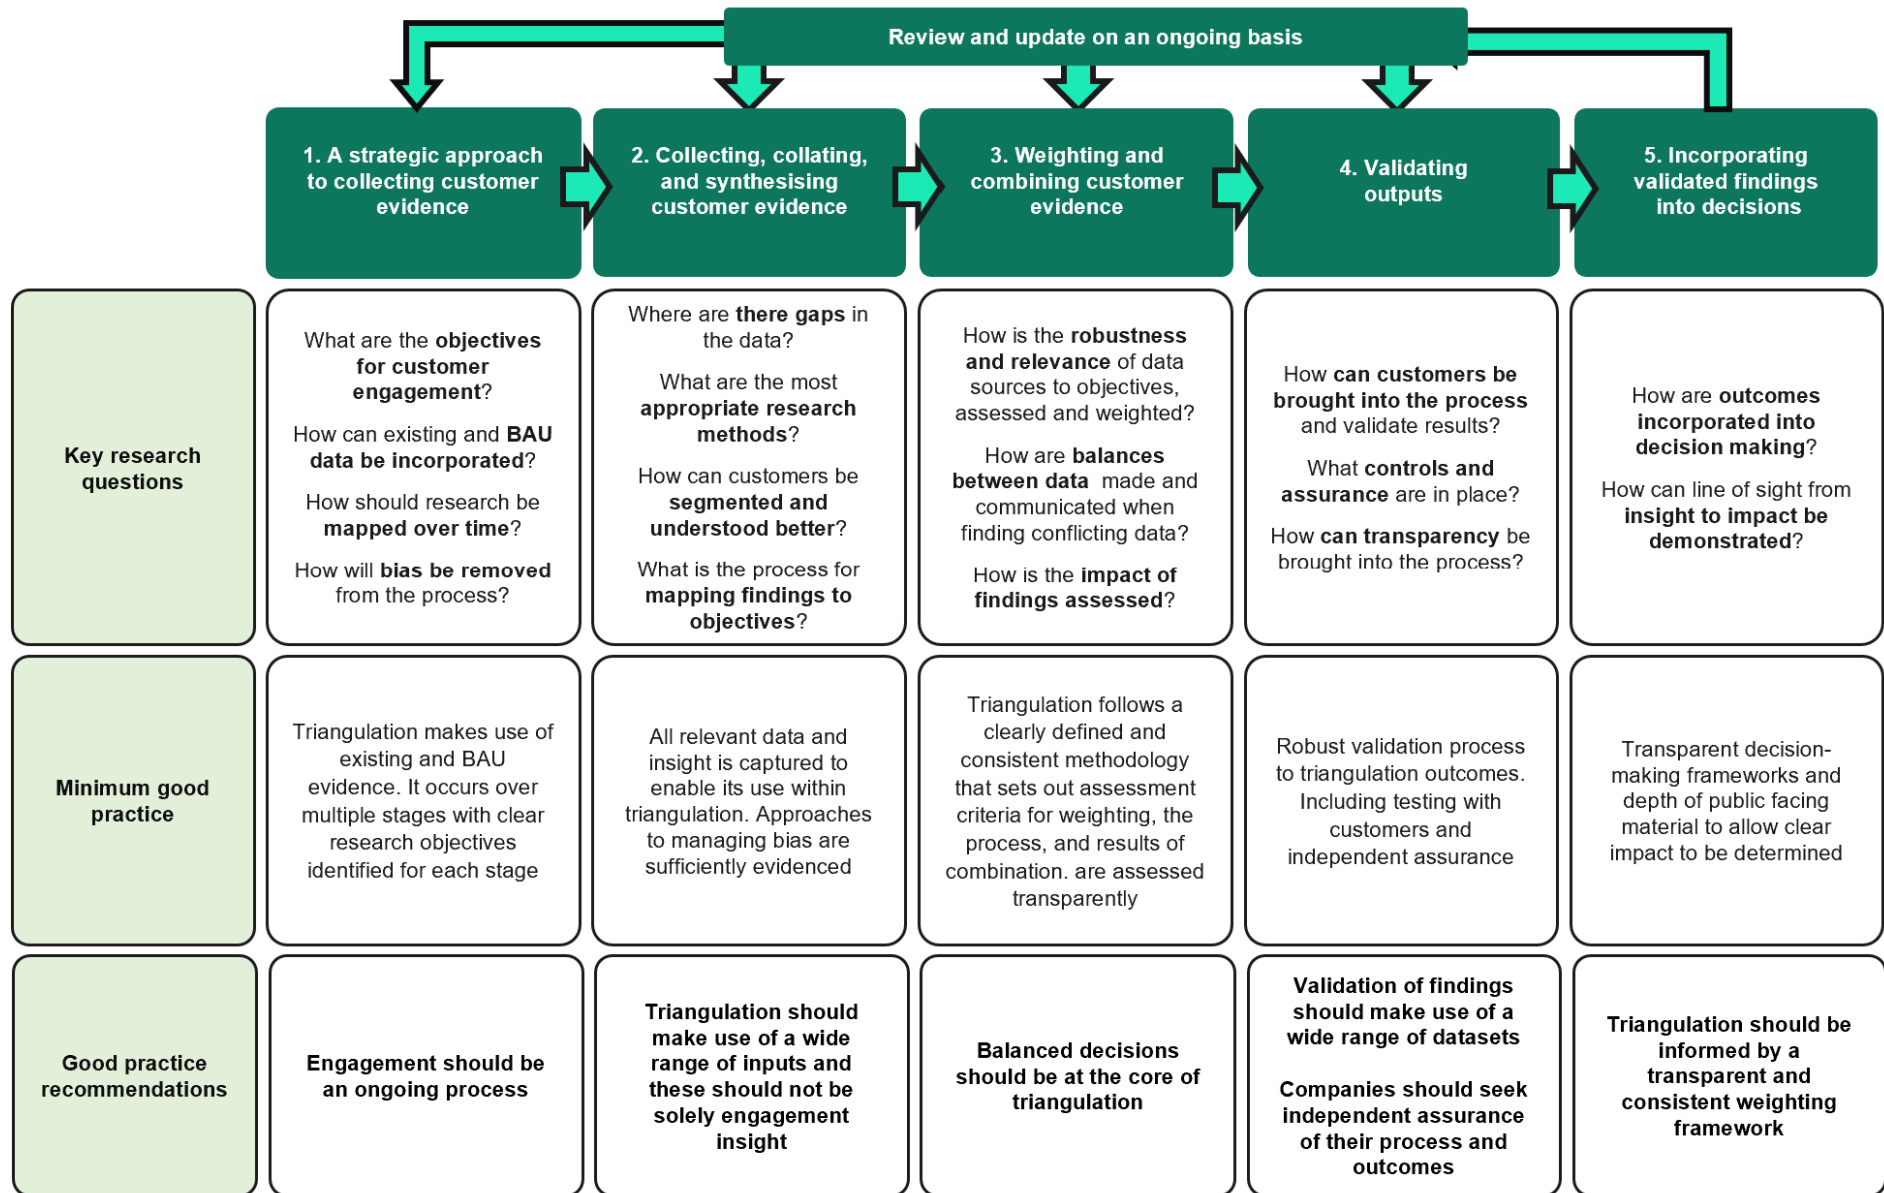 Review and update on an ongoing basis
1. A strategic approach
to collecting customer
evidence
2. Collecting, collating,
and synthesising
customer evidence
3. Weighting and
combining customer
evidence
4. Validating
outputs
5. Incorporating
validated findings
into decisions
Key research
questions
What are the objectives
for customer
engagement?
How can existing and BAU
data be incorporated?
How should research be
mapped over time?
How will bias be removed
from the process?
Where are there gaps in
the data?
What are the most
appropriate research
methods?
How can customers be
segmented and
understood better?
What is the process for
mapping findings to
objectives?
How is the robustness
and relevance of data
sources to objectives,
assessed and weighted?
How are balances
between data made and
communicated when
finding conflicting data?
How is the impact of
findings assessed?
How can customers be
brought into the process
and validate results?
What controls and
assurance are in place?
How can transparency be
brought into the process?
How are outcomes
incorporated into
decision making?
How can line of sight from
insight to impact be
demonstrated?
Minimum good
practice
Triangulation makes use of
existing and BAU
evidence. It occurs over
multiple stages with clear
research objectives
identified for each stage
All relevant data and
insight is captured to
enable its use within
triangulation. Approaches
to managing bias are
sufficiently evidenced
Triangulation follows a
clearly defined and
consistent methodology
that sets out assessment
criteria for weighting, the
process, and results of
combination. are assessed
transparently
Robust validation process
to triangulation outcomes.
Including testing with
customers and
independent assurance
Transparent decision-
making frameworks and
depth of public facing
material to allow clear
impact to be determined
Good practice
recommendations
Engagement should be
an ongoing process
Triangulation should
make use of a wide
range of inputs and
these should not be
solely engagement
insight
Balanced decisions
should be at the core of
triangulation
Validation of findings
should make use of a
wide range of datasets
Companies should seek
independent assurance
of their process and
outcomes
Triangulation should be
informed by a
transparent and
consistent weighting
framework